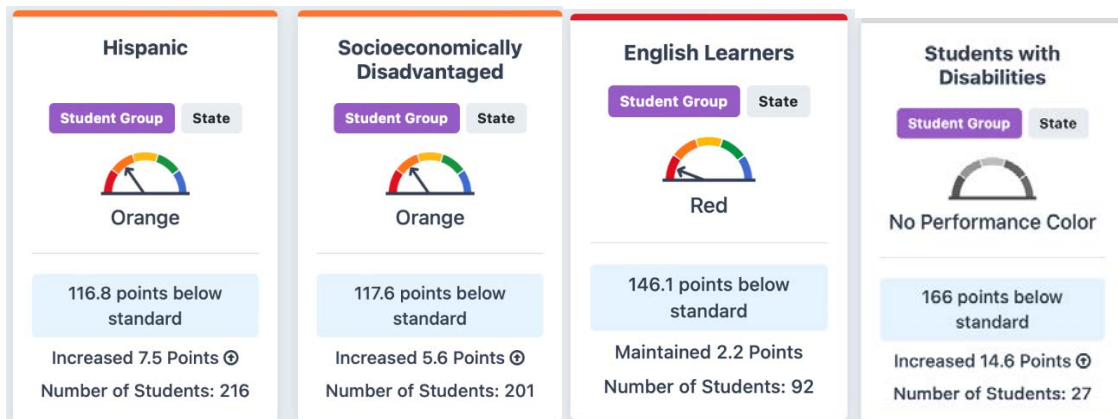 Hispanic
Student Group State
Orange
116.8 points below
standard
Increased 7.5 Points
Number of Students: 216
Socioeconomically
Disadvantaged
Student Group State
Orange
117.6 points below
standard
Increased 5.6 Points
Number of Students: 201
English Learners
Student Group State
Red
146.1 points below
standard
Maintained 2.2 Points
Number of Students: 92
Students with
Disabilities
Student Group State
No Performance Color
166 points below
standard
Increased 14.6 Points
Number of Students: 27